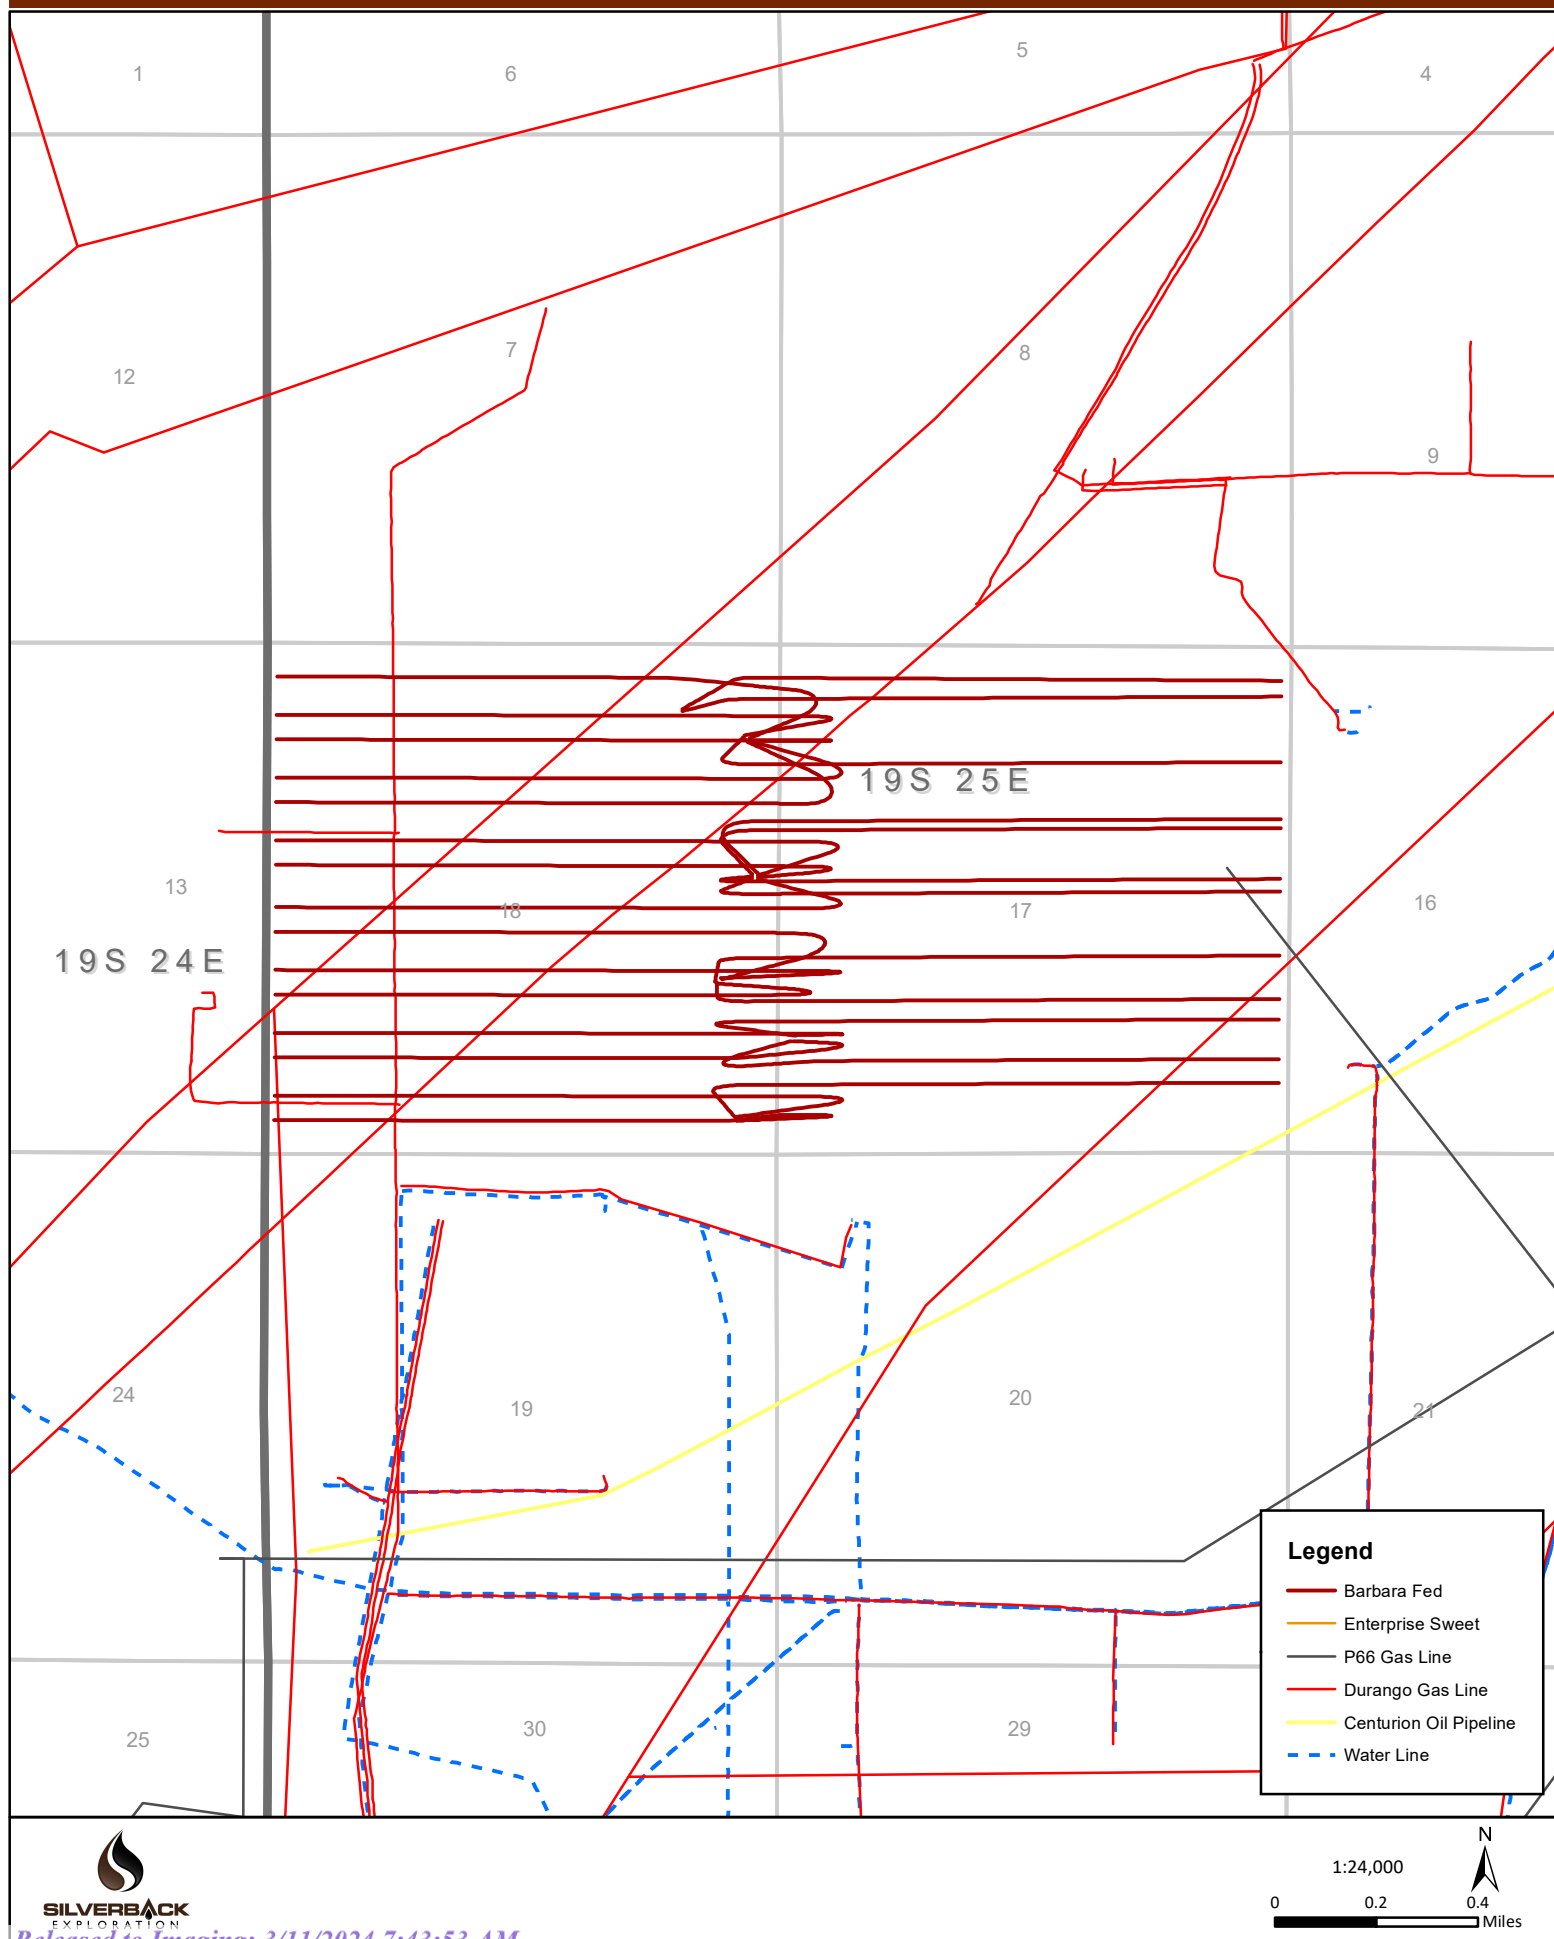 1
6
5
4
12
7
8
9
19S 25E
13
18
17
16
19S 24E
24
19
20
21
25
30
29
Legend
Barbara Fed
Enterprise Sweet
P66 Gas Line
Durango Gas Line
Centurion Oil Pipeline
Water Line
SILVERBACK
EXPLORATION
1:24,000
N
0 0.2 0.4
Miles
Released to Imaging: 3/11/2024 7:43:53 AM